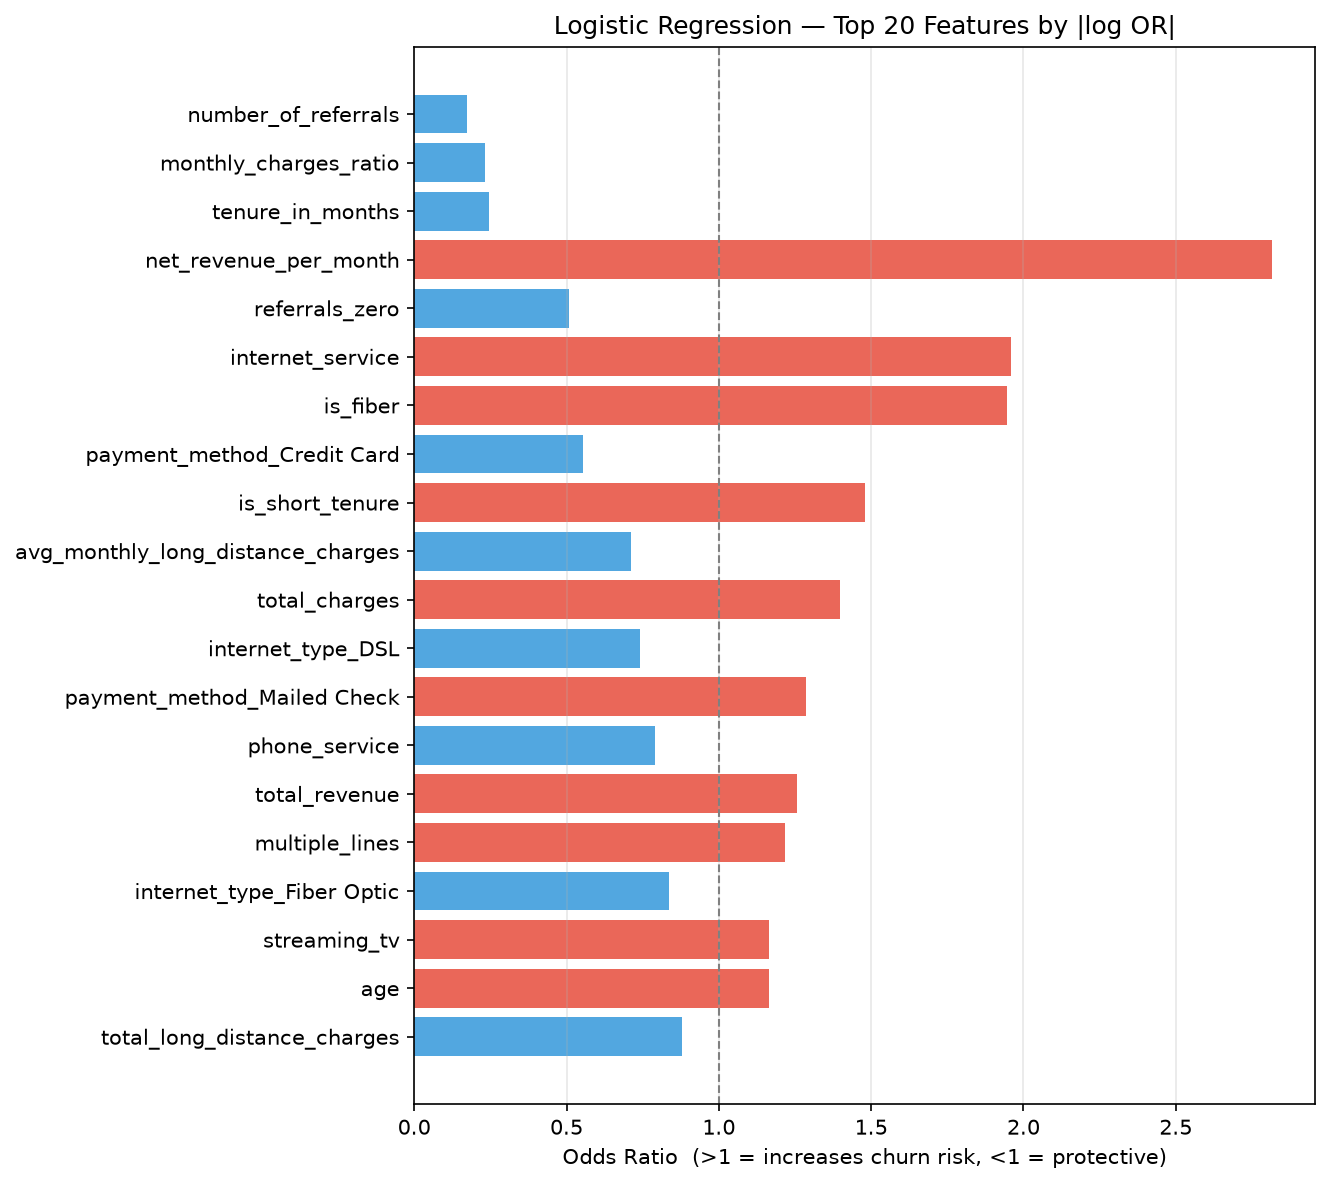 Logistic Regression — Top 20 Features by |log OR|
number_of_referrals
monthly_charges_ratio
tenure_in_months
net_revenue_per_month
referrals_zero
internet_service
is_fiber
payment_method_Credit Card
is_short_tenure
avg_monthly_long_distance_charges
total_charges
internet_type_DSL
payment_method_Mailed Check
phone_service
total_revenue
multiple_lines
internet_type_Fiber Optic
streaming_tv
age
total_long_distance_charges
0.0 0.5 1.0 1.5 2.0 2.5
Odds Ratio  (>1 = increases churn risk, <1 = protective)